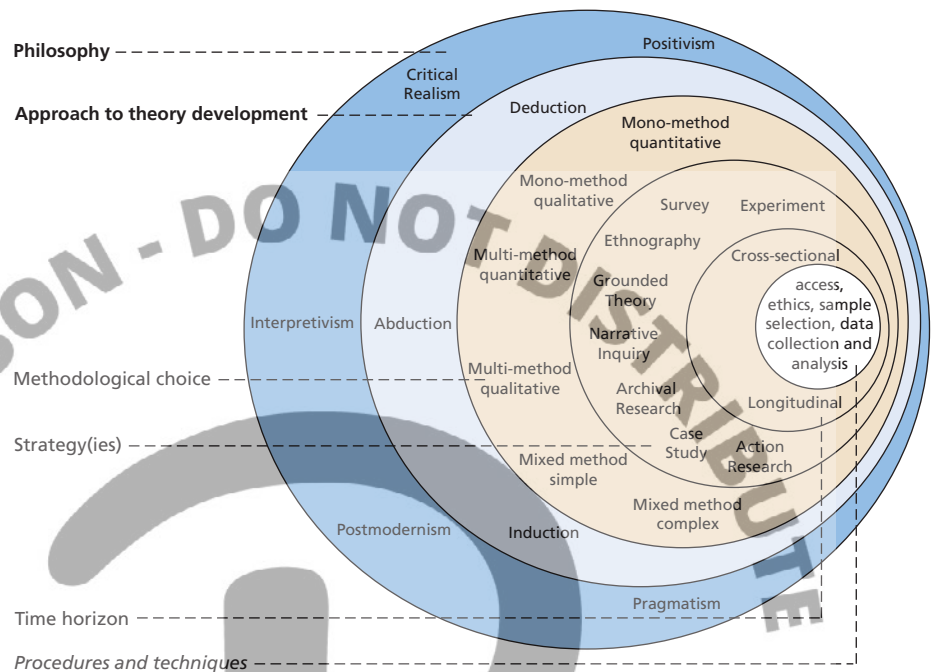 Philosophy
Positivism
Critical
Realism
Approach to theory development
Deduction
Mono-method
quantitative
Mono-method
qualitative
Survey
Experiment
Ethnography
Multi-method
quantitative
Cross-sectional
Grounded
Theory
access,
ethics, sample
selection, data
collection and
analysis
Interpretivism
Abduction
Narrative
Inquiry
Methodological choice
Multi-method
qualitative
Archival
Research
Longitudinal
Strategy(ies)
Case
Study
Action
Research
Mixed method
simple
Mixed method
complex
Postmodernism
Induction
Pragmatism
Time horizon
Procedures and techniques
SON - DO NOT DISTRIBUTE